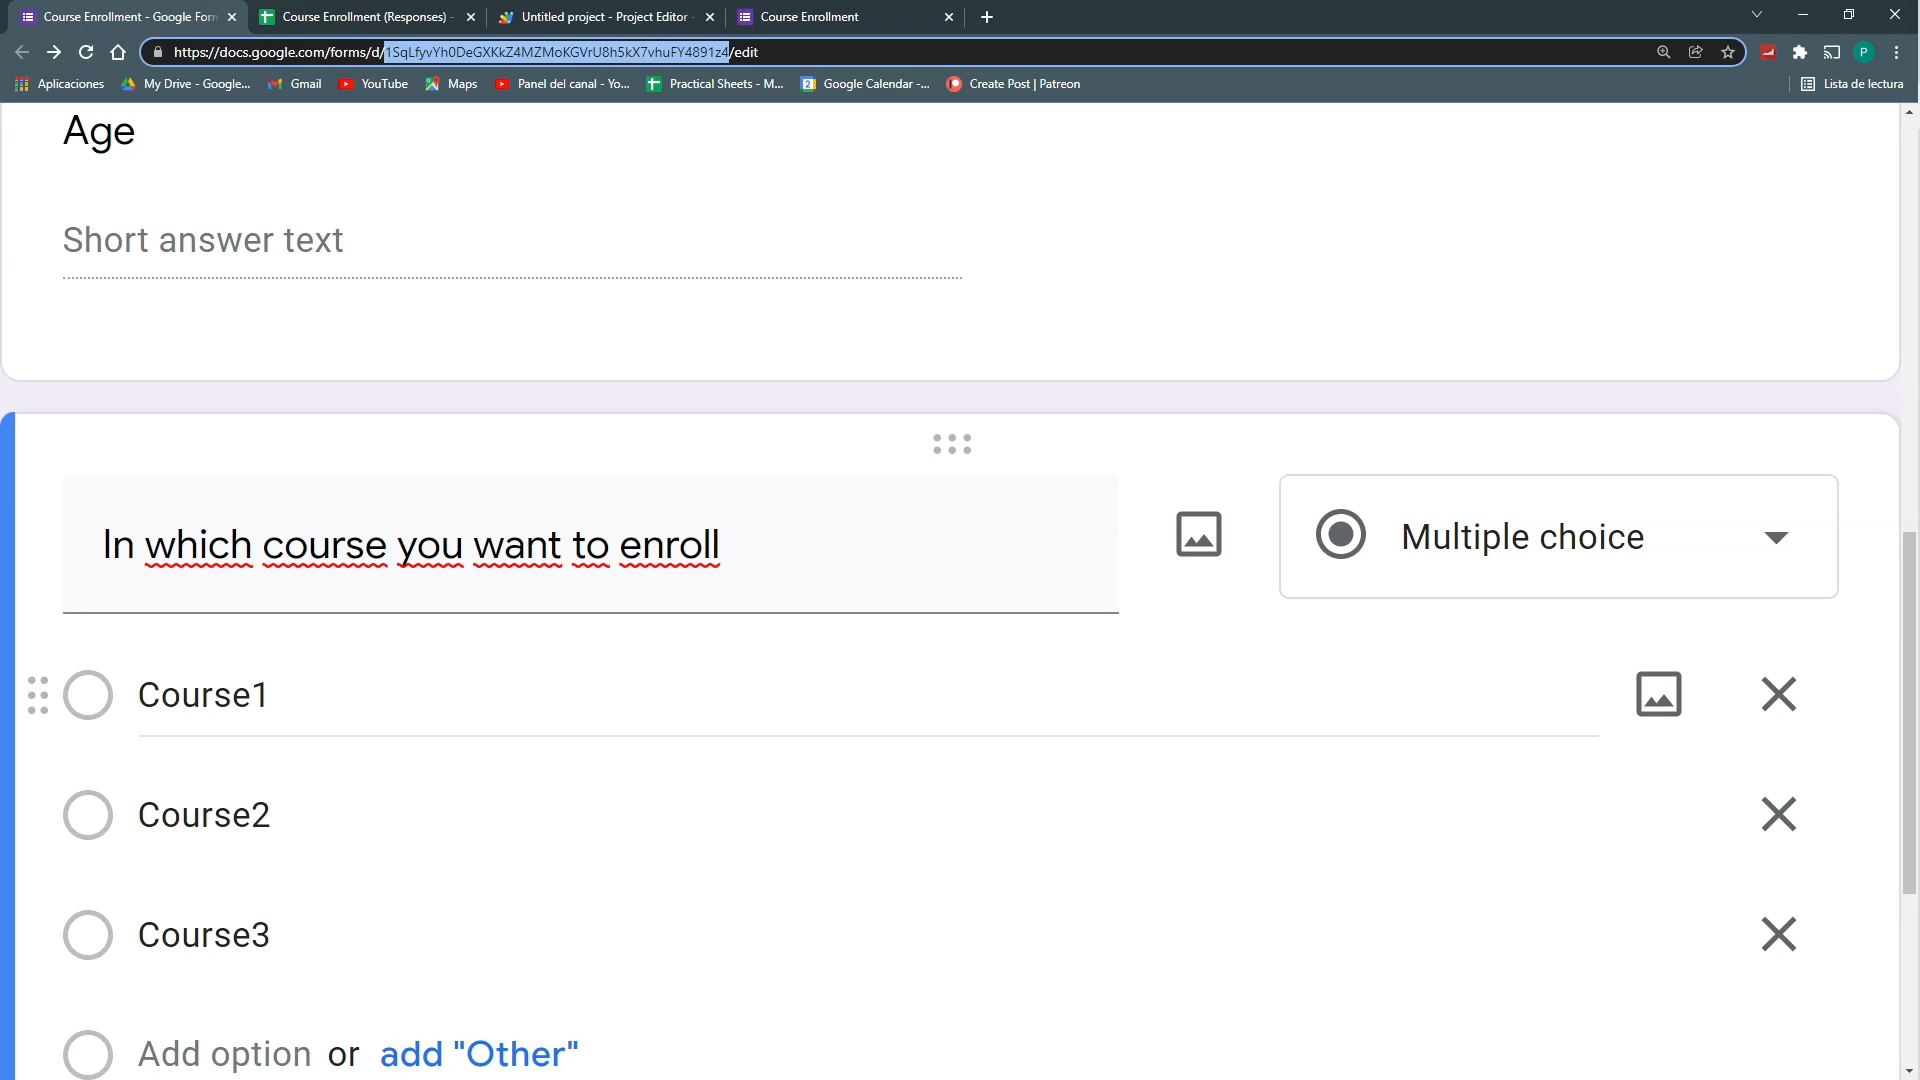 Course Enrollment - Google Forn
Course Enrollment (Responses) -
Untitled project - Project Editor -
Course Enrollment
https://docs.google.com/forms/d/1SqLfyvYh0DeGXKkZ4MZMoKGVrU8h5kX7vhuFY4891z4/edit
P
Aplicaciones
My Drive - Google...
Gmail
YouTube
Maps
Panel del canal - Yo...
Practical Sheets - M...
Google Calendar -...
Create Post | Patreon
Lista de lectura
Age
Short answer text
In which course you want to enroll
Multiple choice
Course1
Course2
Course3
Add option or add "Other"